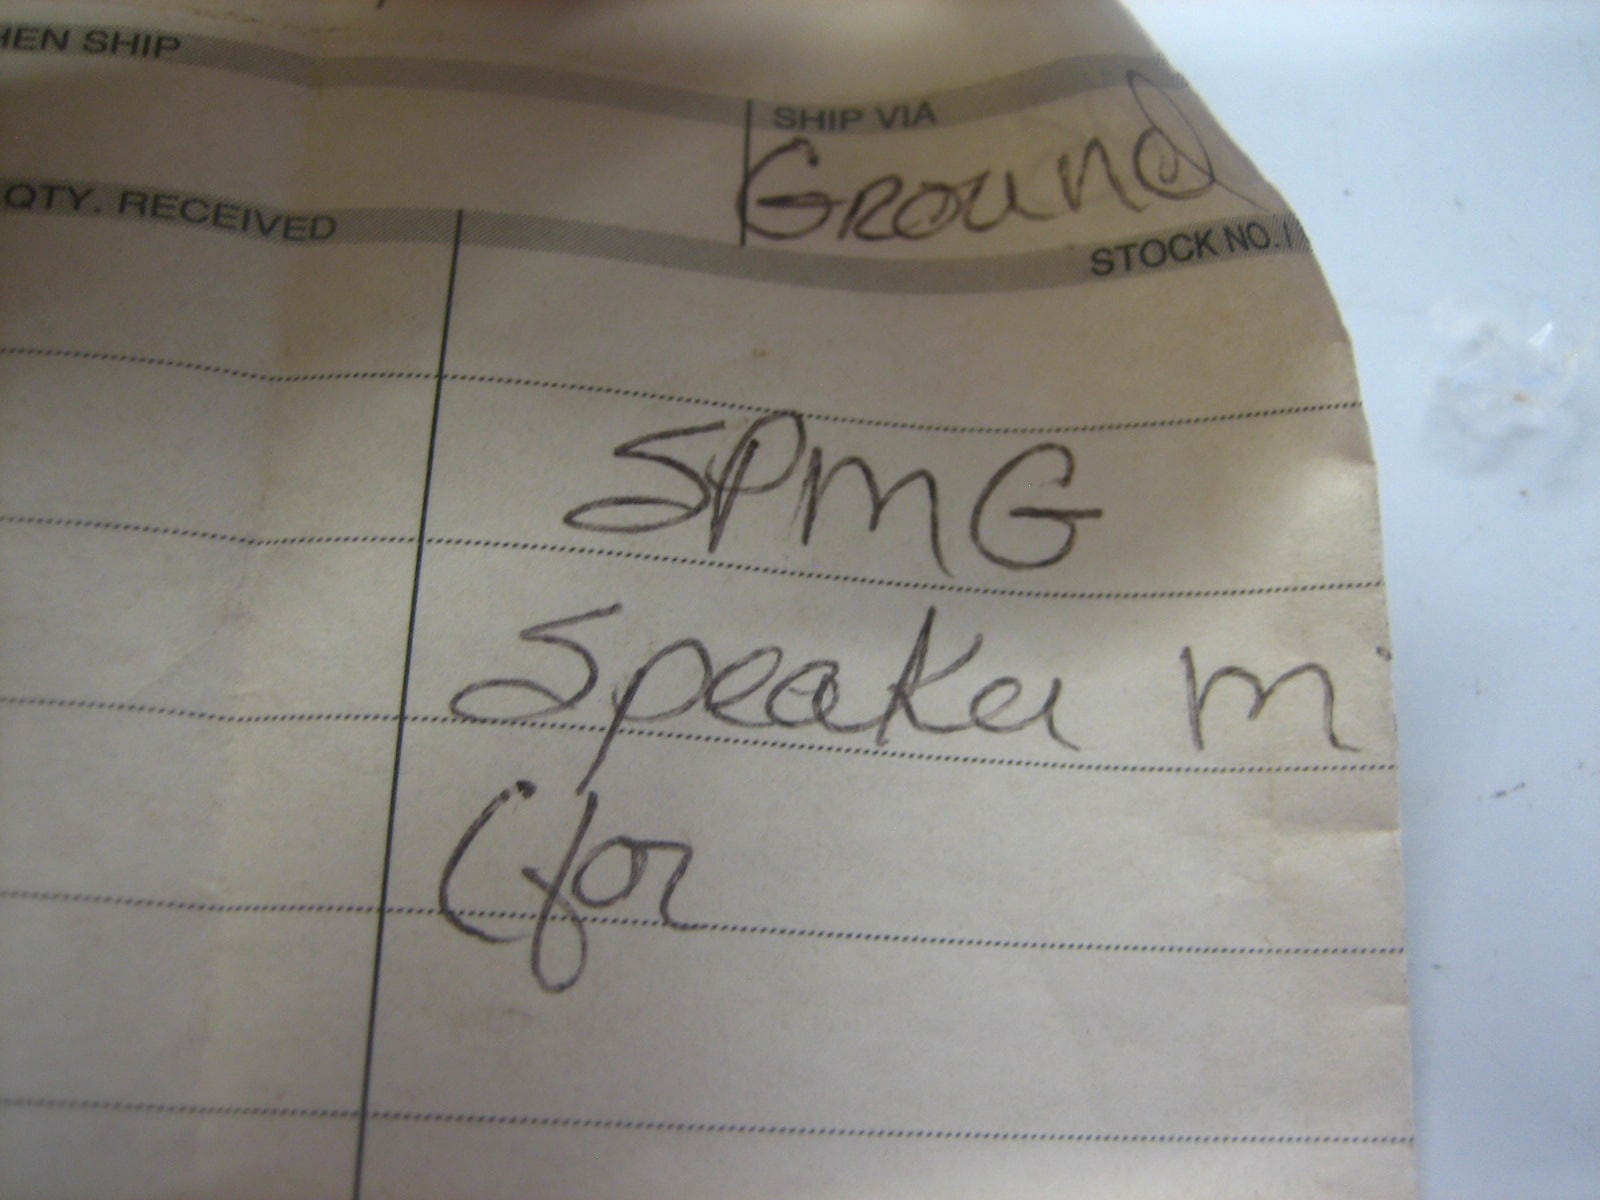 HEN SHIP
SHIP VIA
Ground
QTY. RECEIVED
STOCK NO./
SPMG
Speaker m
(for